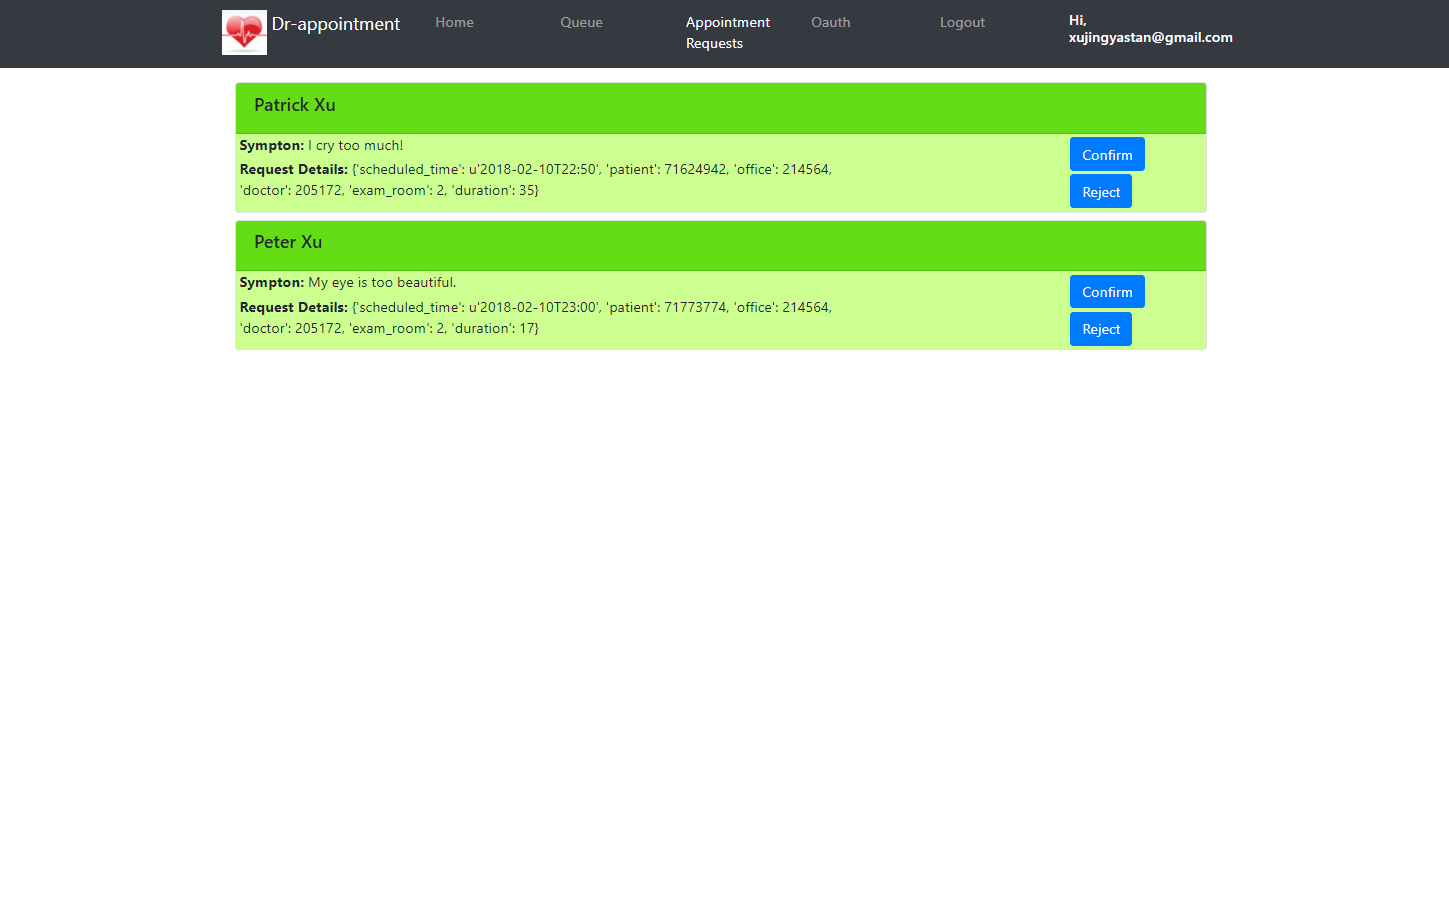 Dr-appointment
Home
Queue
Appointment
Requests
Oauth
Logout
Hi,
xujingyastan@gmail.com
Patrick Xu
Sympton: I cry too much!
Request Details: {'scheduled_time': u'2018-02-10T22:50', 'patient': 71624942, 'office': 214564,
'doctor': 205172, 'exam_room': 2, 'duration': 35}
Confirm
Reject
Peter Xu
Sympton: My eye is too beautiful.
Request Details: {'scheduled_time': u'2018-02-10T23:00', 'patient': 71773774, 'office': 214564,
'doctor': 205172, 'exam_room': 2, 'duration': 17}
Confirm
Reject